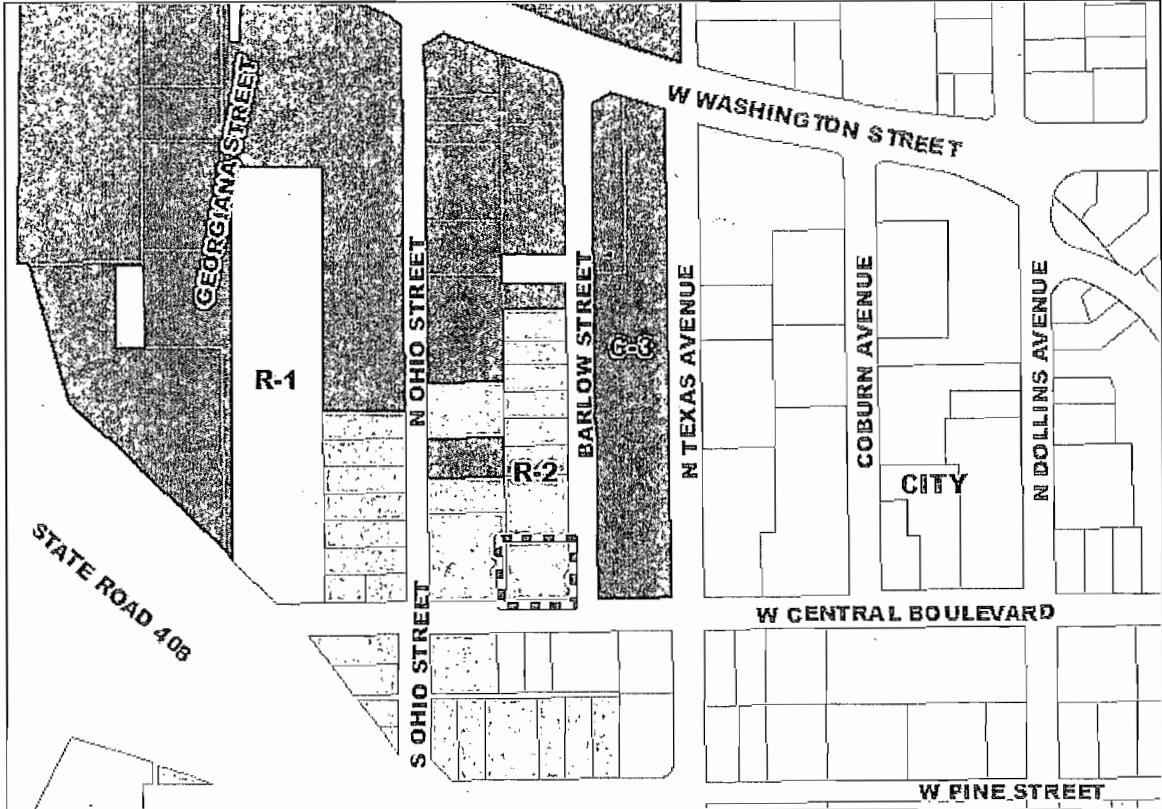 W WASHINGTON STREET
GEORGIANA STREET
N OHIO STREET
BARLOW STREET
N TEXAS AVENUE
COBURN AVENUE
N DOLLINS AVENUE
C-3
R-1
R-2
CITY
STATE ROAD 408
S OHIO STREET
W CENTRAL BOULEVARD
W PINE STREET